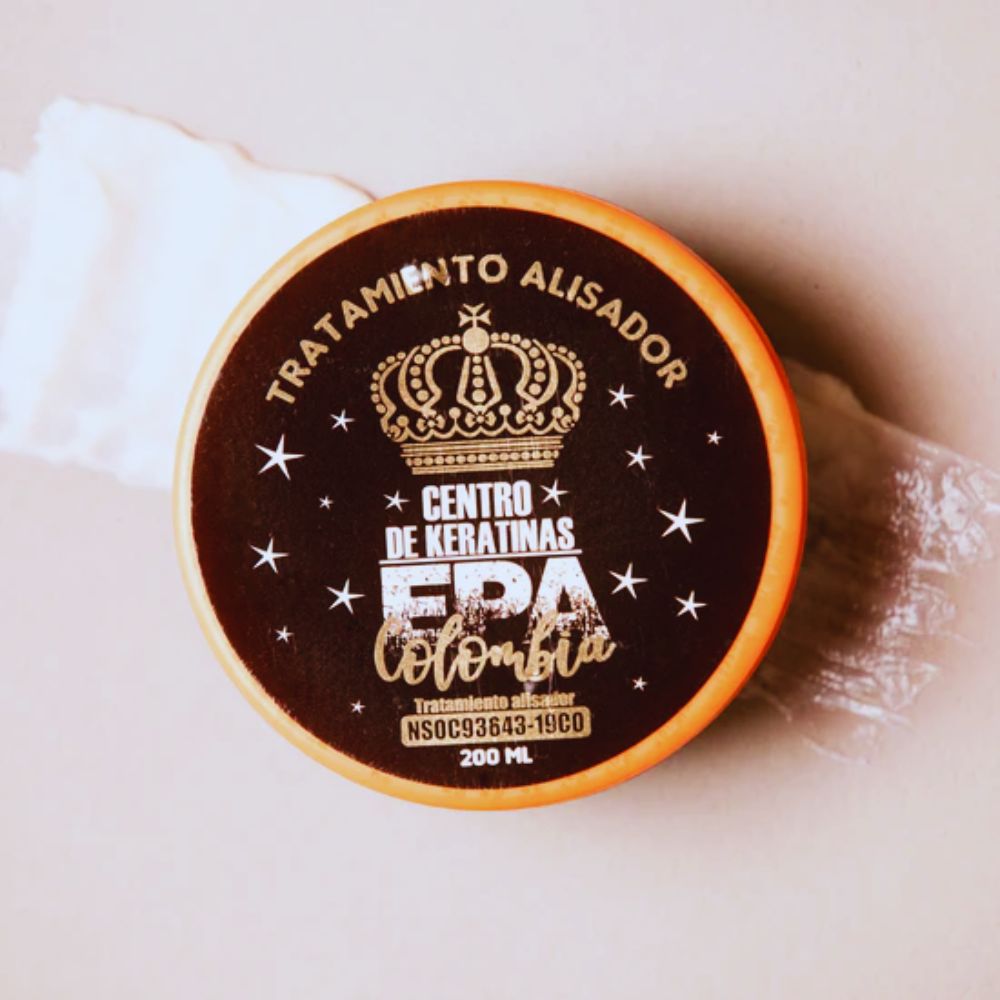 TRATAMIENTO ALISADOR
CENTRO
DE KERATINAS
EPA
Colombia
Tratamiento alisador
NSOC93643-19CO
200 ML